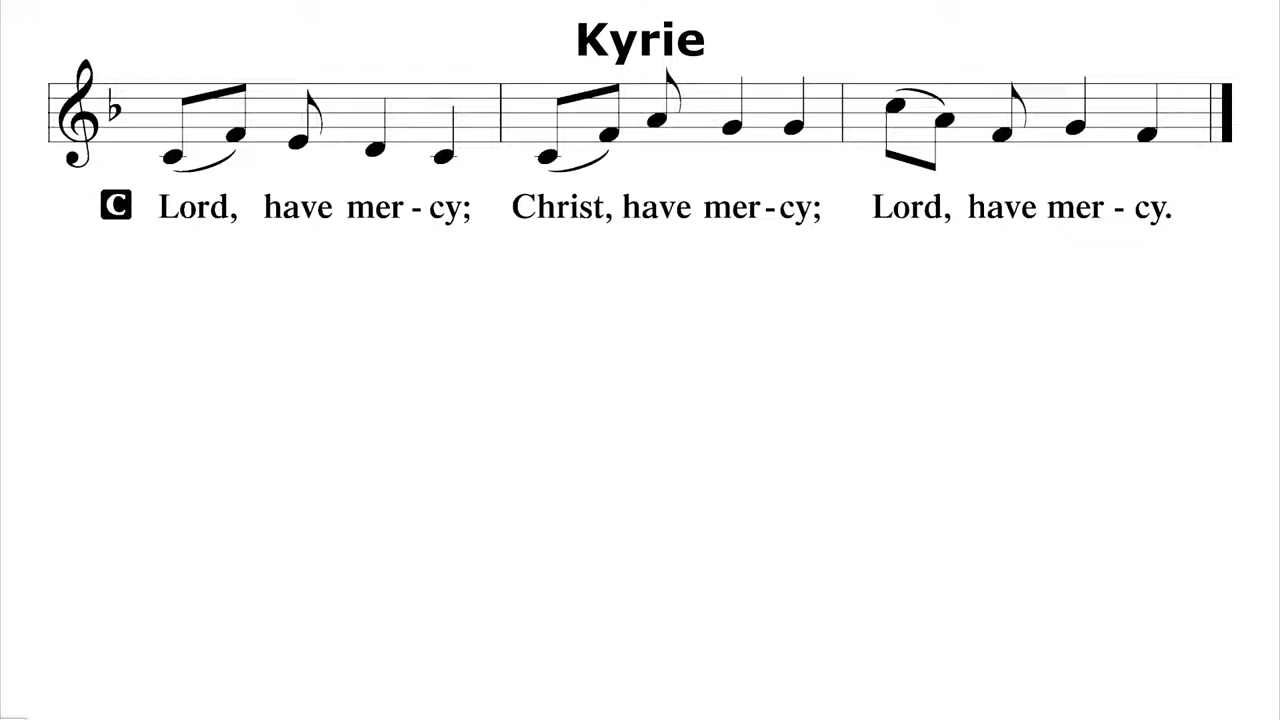 Kyrie
C Lord, have mer - cy; Christ, have mer - cy; Lord, have mer - cy.